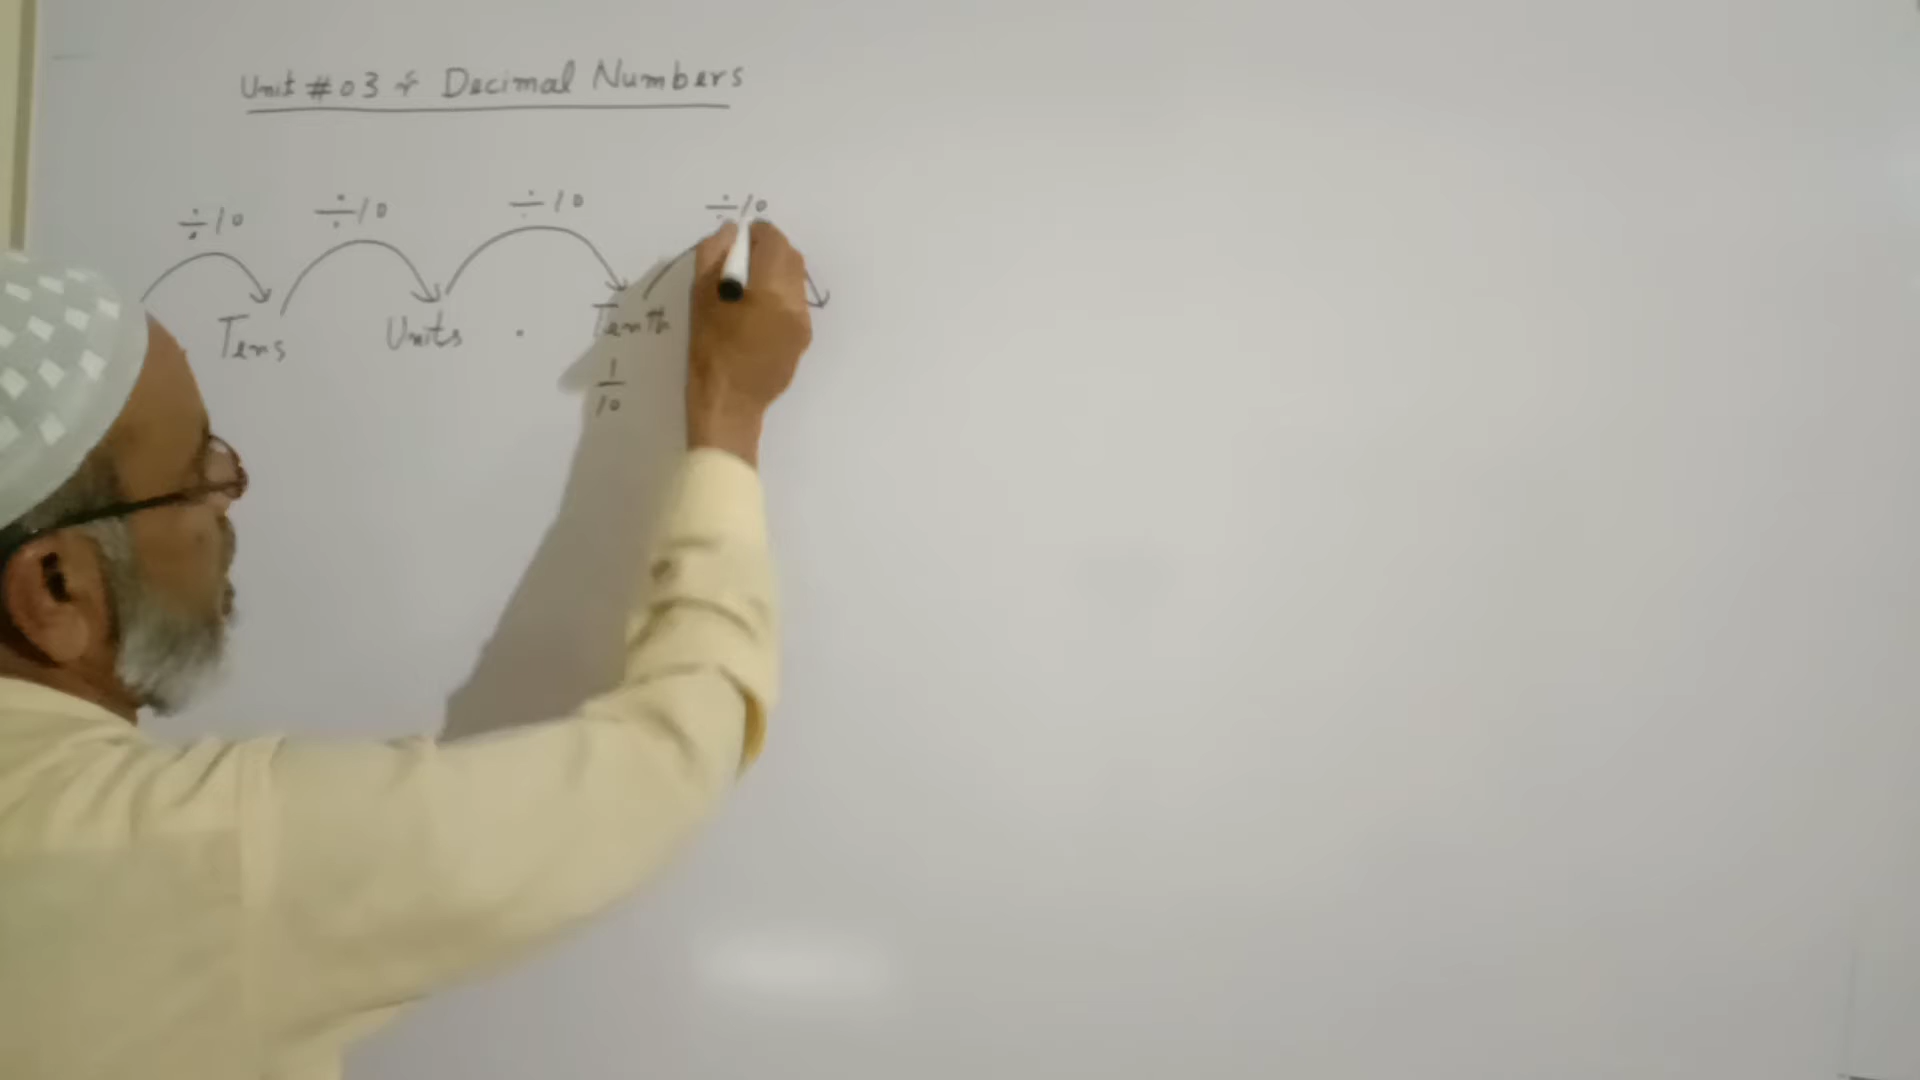 Unit #03 : Decimal Numbers
÷10 ÷10 ÷10 ÷10
Tens Units . Tenth
1
10